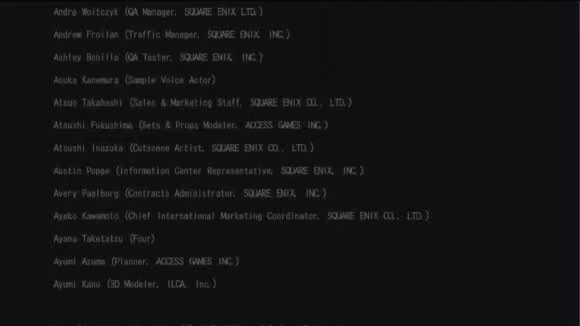 Andra Woitczyk (QA Manager, SQUARE ENIX LTD.)
Andrew Froilan (Traffic Manager, SQUARE ENIX, INC.)
Ashley Bonilla (QA Tester, SQUARE ENIX, INC.)
Asuka Kanemura (Sample Voice Actor)
Atsuo Takahashi (Sales & Marketing Staff, SQUARE ENIX CO., LTD.)
Atsushi Fukushima (Sets & Props Modeler, ACCESS GAMES INC.)
Atsushi Inuzuka (Cutscene Artist, SQUARE ENIX CO., LTD.)
Austin Poppe (Information Center Representative, SQUARE ENIX, INC.)
Avery Paalborg (Contracts Administrator, SQUARE ENIX, INC.)
Ayako Kawamoto (Chief International Marketing Coordinator, SQUARE ENIX CO., LTD.)
Ayana Taketatsu (Four)
Ayumi Azuma (Planner, ACCESS GAMES INC.)
Ayumi Kano (3D Modeler, ILCA, Inc.)